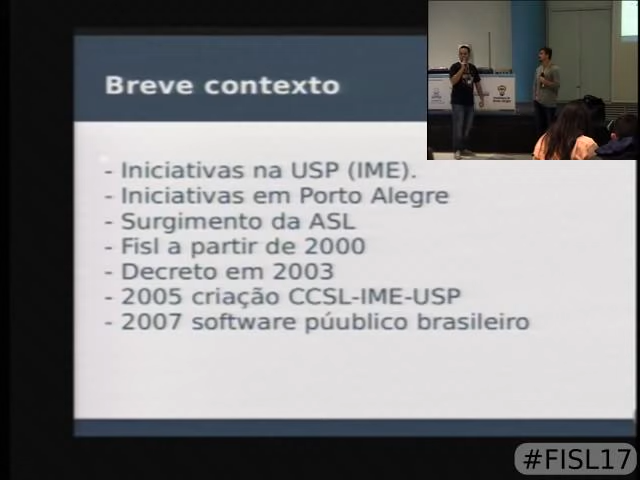 Breve contexto
- Iniciativas na USP (IME).
- Iniciativas em Porto Alegre
- Surgimento da ASL
- Fisl a partir de 2000
- Decreto em 2003
- 2005 criação CCSL-IME-USP
- 2007 software púublico brasileiro
#FISL17